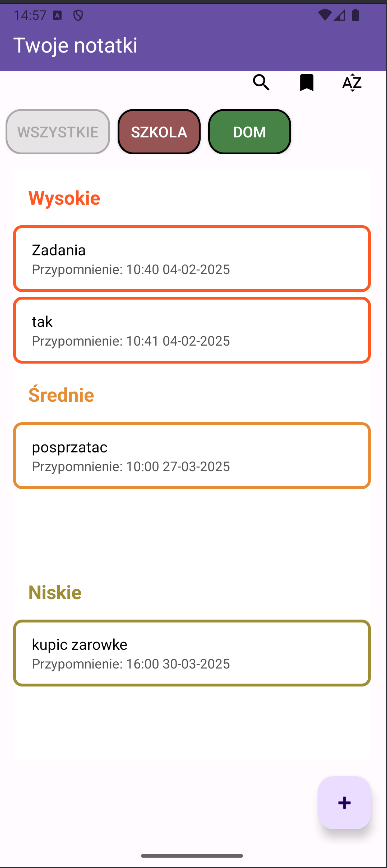 14:57
Twoje notatki
WSZYSTKIE SZKOLA DOM
Wysokie
Zadania
Przypomnienie: 10:40 04-02-2025
tak
Przypomnienie: 10:41 04-02-2025
Średnie
posprzatac
Przypomnienie: 10:00 27-03-2025
Niskie
kupic zarowke
Przypomnienie: 16:00 30-03-2025
+